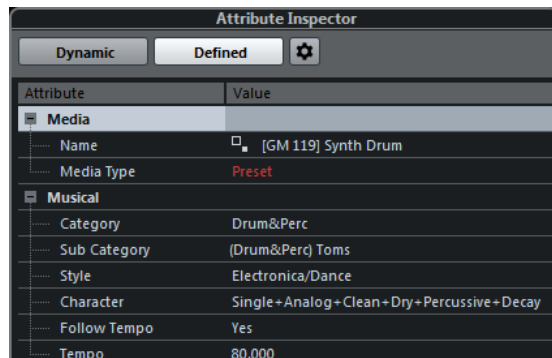 Attribute Inspector
Dynamic Defined
Attribute Value
Media
Name [GM 119] Synth Drum
Media Type Preset
Musical
Category Drum&Perc
Sub Category (Drum&Perc) Toms
Style Electronica/Dance
Character Single+Analog+Clean+Dry+Percussive+Decay
Follow Tempo Yes
Tempo 80.000